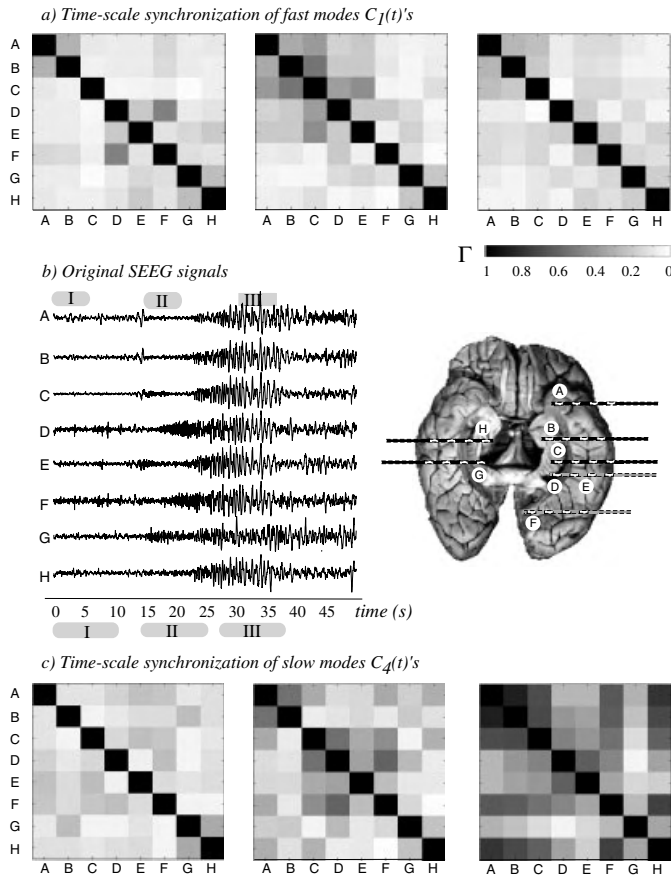 a) Time-scale synchronization of fast modes C1(t)'s
A
B
C
D
E
F
G
H
A B C D E F G H
A B C D E F G H
A B C D E F G H
Γ
1 0.8 0.6 0.4 0.2 0
b) Original SEEG signals
I II III
A
B
C
D
E
F
G
H
0 5 10 15 20 25 30 35 40 45 time (s)
I II III
A
B
H
C
G
D
E
F
c) Time-scale synchronization of slow modes C4(t)'s
A
B
C
D
E
F
G
H
A B C D E F G H
A B C D E F G H
A B C D E F G H